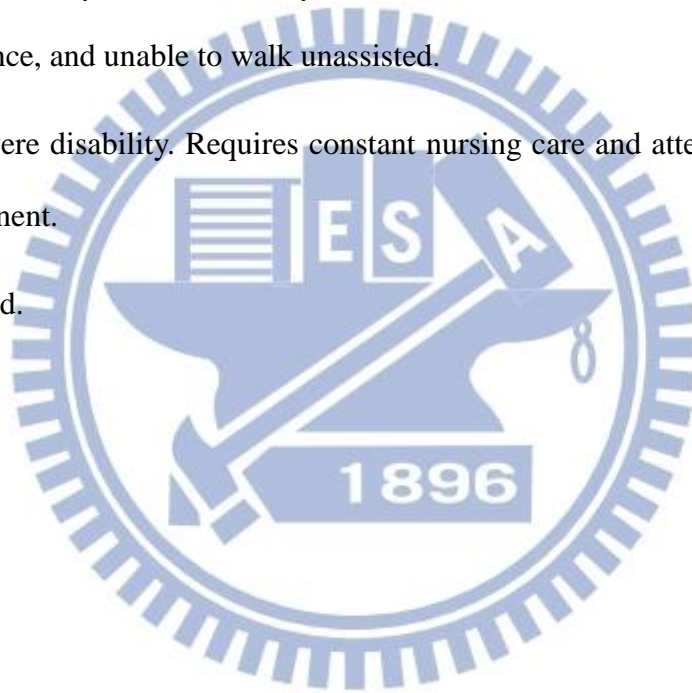 nce, and unable to walk unassisted.
ere disability. Requires constant nursing care and atte
nent.
d.
E S A
1896